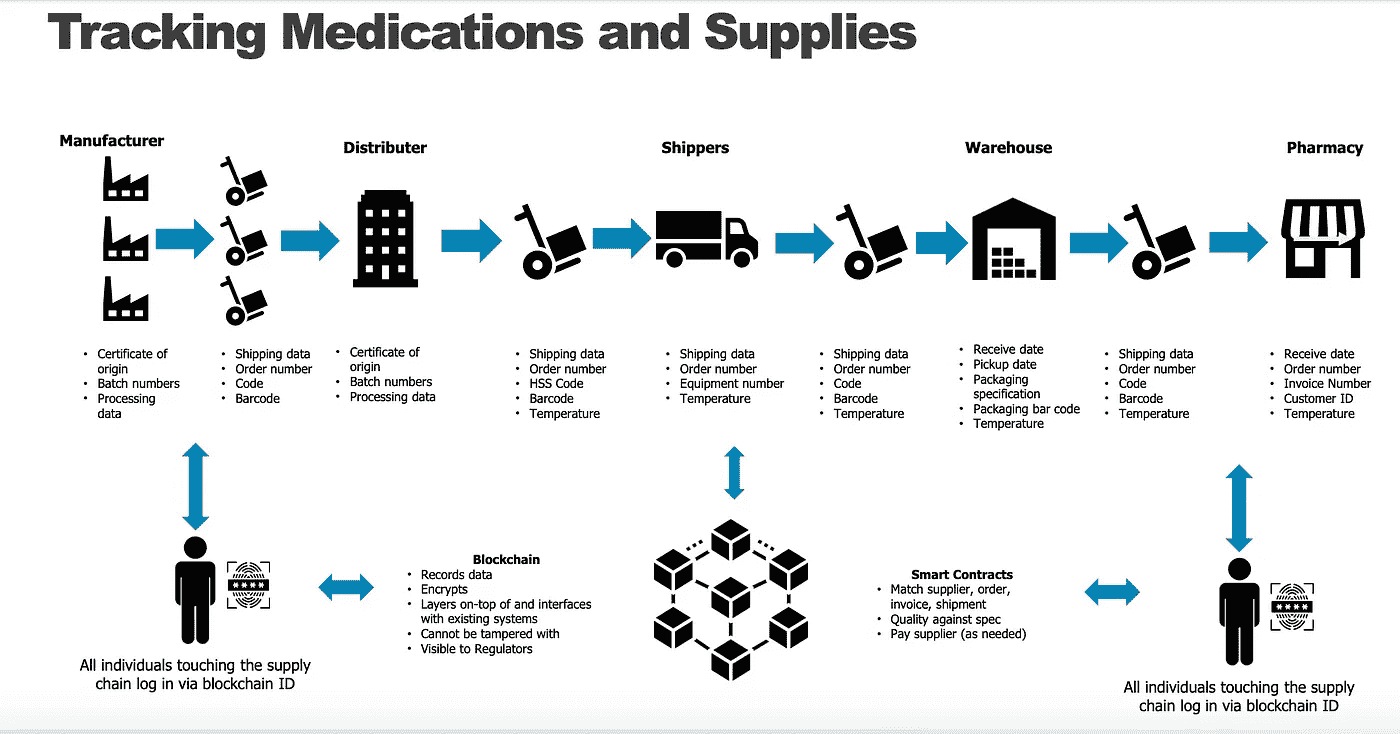 Tracking Medications and Supplies
Manufacturer
Distributer
Shippers
Warehouse
Pharmacy
• Certificate of
origin
• Batch numbers
• Processing
data
• Shipping data
• Order number
• Code
• Barcode
• Certificate of
origin
• Batch numbers
• Processing data
• Shipping data
• Order number
• HSS Code
• Barcode
• Temperature
• Shipping data
• Order number
• Equipment number
• Temperature
• Shipping data
• Order number
• Code
• Barcode
• Temperature
• Receive date
• Pickup date
• Packaging
specification
• Packaging bar code
• Temperature
• Shipping data
• Order number
• Code
• Barcode
• Temperature
• Receive date
• Order number
• Invoice Number
• Customer ID
• Temperature
****
All individuals touching the supply
chain log in via blockchain ID
Blockchain
• Records data
• Encrypts
• Layers on-top of and interfaces
with existing systems
• Cannot be tampered with
• Visible to Regulators
Smart Contracts
• Match supplier, order,
invoice, shipment
• Quality against spec
• Pay supplier (as needed)
****
All individuals touching the supply
chain log in via blockchain ID